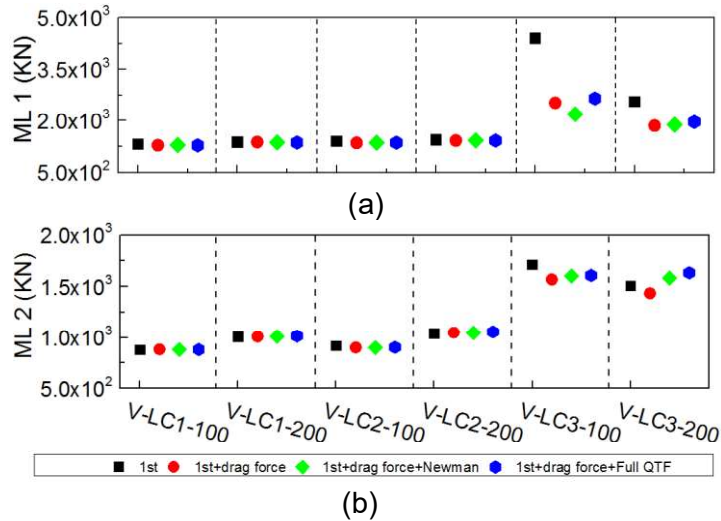 5.0x10³
3.5x10³
2.0x10³
5.0x10²
ML 1 (KN)
(a)
2.0x10³
1.5x10³
1.0x10³
5.0x10²
ML 2 (KN)
V-LC1-100 V-LC1-200 V-LC2-100 V-LC2-200 V-LC3-100 V-LC3-200
1st 1st+drag force 1st+drag force+Newman 1st+drag force+Full QTF
(b)